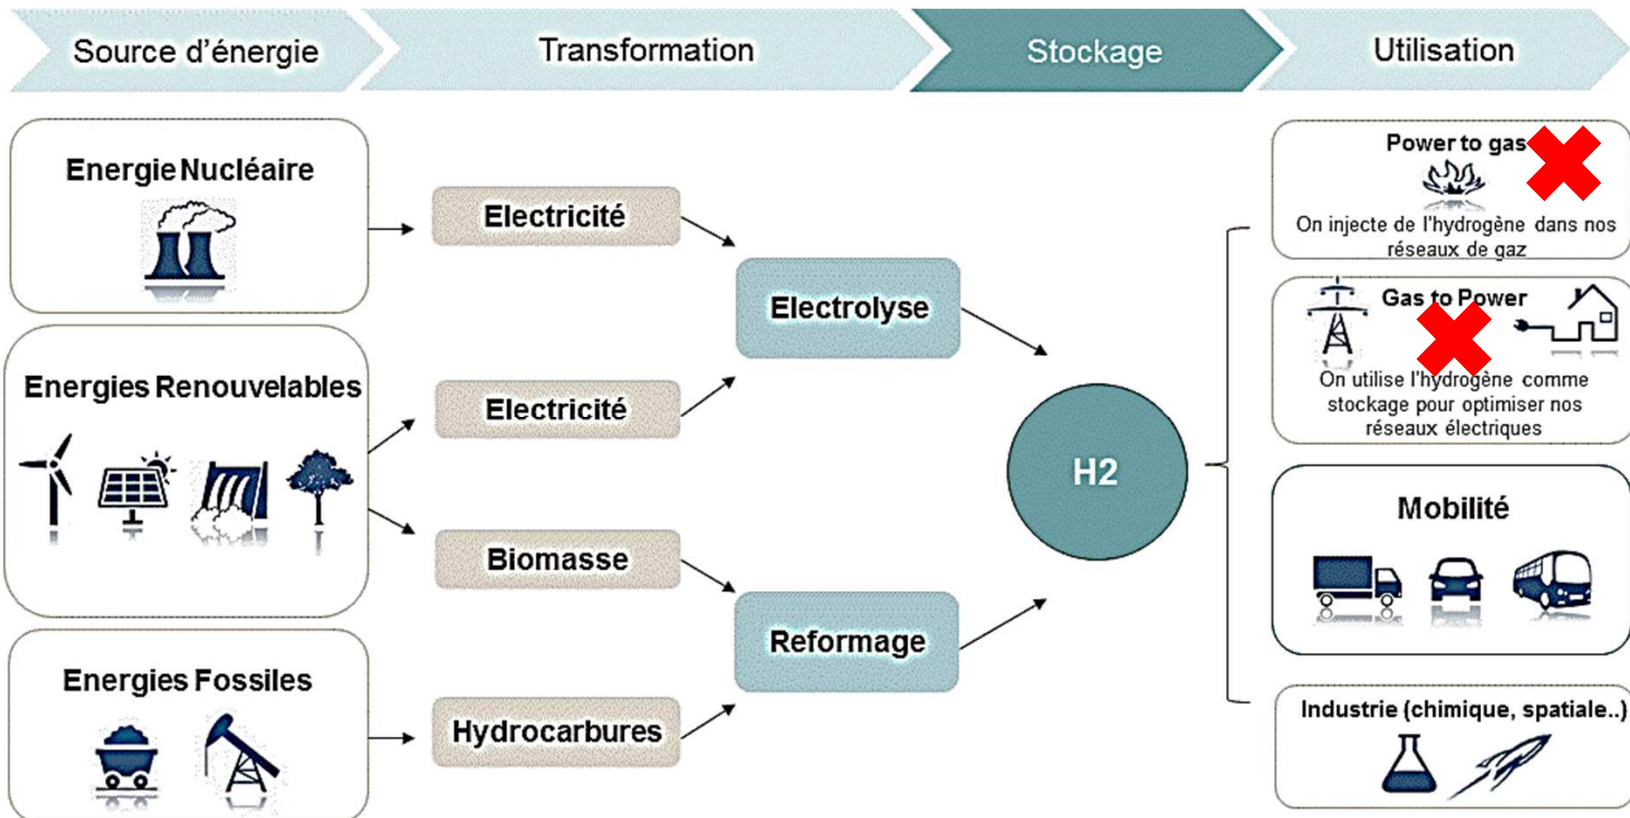 Source d'énergie
Transformation
Stockage
Utilisation
Energie Nucléaire
Energies Renouvelables
Energies Fossiles
Electricité
Electricité
Biomasse
Hydrocarbures
Electrolyse
Reformage
H2
Power to gas
On injecte de l'hydrogène dans nos
réseaux de gaz
Gas to Power
On utilise l'hydrogène comme
stockage pour optimiser nos
réseaux électriques
Mobilité
Industrie (chimique, spatiale..)